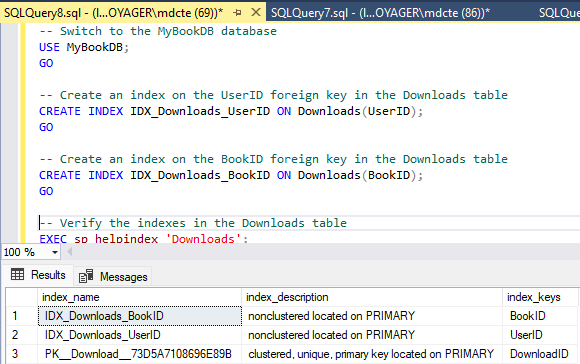 SQLQuery8.sql - (l...OYAGER\mdcte (69))* SQLQuery7.sql - (l...OYAGER\mdcte (86))* SQLQu
-- Switch to the MyBookDB database
USE MyBookDB;
GO
-- Create an index on the UserID foreign key in the Downloads table
CREATE INDEX IDX_Downloads_UserID ON Downloads(UserID);
GO
-- Create an index on the BookID foreign key in the Downloads table
CREATE INDEX IDX_Downloads_BookID ON Downloads(BookID);
GO
-- Verify the indexes in the Downloads table
EXEC sp_helpindex 'Downloads';
100 %
Results Messages
index_name index_description index_keys
1 IDX_Downloads_BookID nonclustered located on PRIMARY BookID
2 IDX_Downloads_UserID nonclustered located on PRIMARY UserID
3 PK__Download__73D5A7108696E89B clustered, unique, primary key located on PRIMARY DownloadID